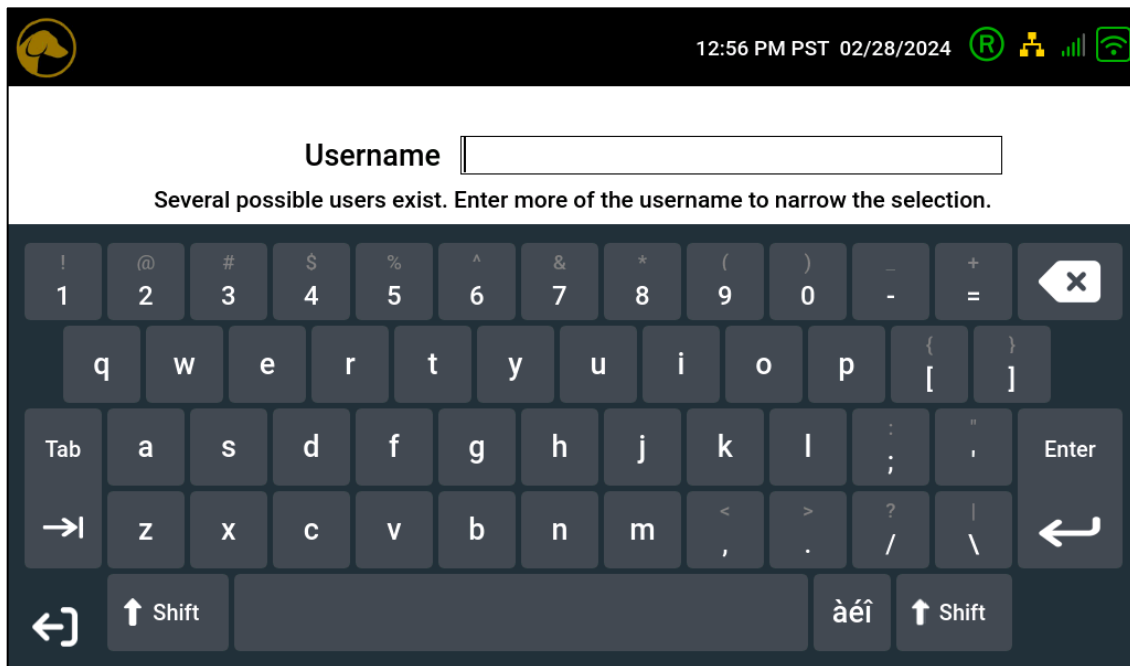 12:56 PM PST 02/28/2024 R
Username
Several possible users exist. Enter more of the username to narrow the selection.
! @ # $ % ^ & * ( ) _ +
1 2 3 4 5 6 7 8 9 0 - =
q w e r t y u i o p { [ } ]
Tab a s d f g h j k l : ; " ' Enter
z x c v b n m < , > . ? / | \
Shift àéî Shift